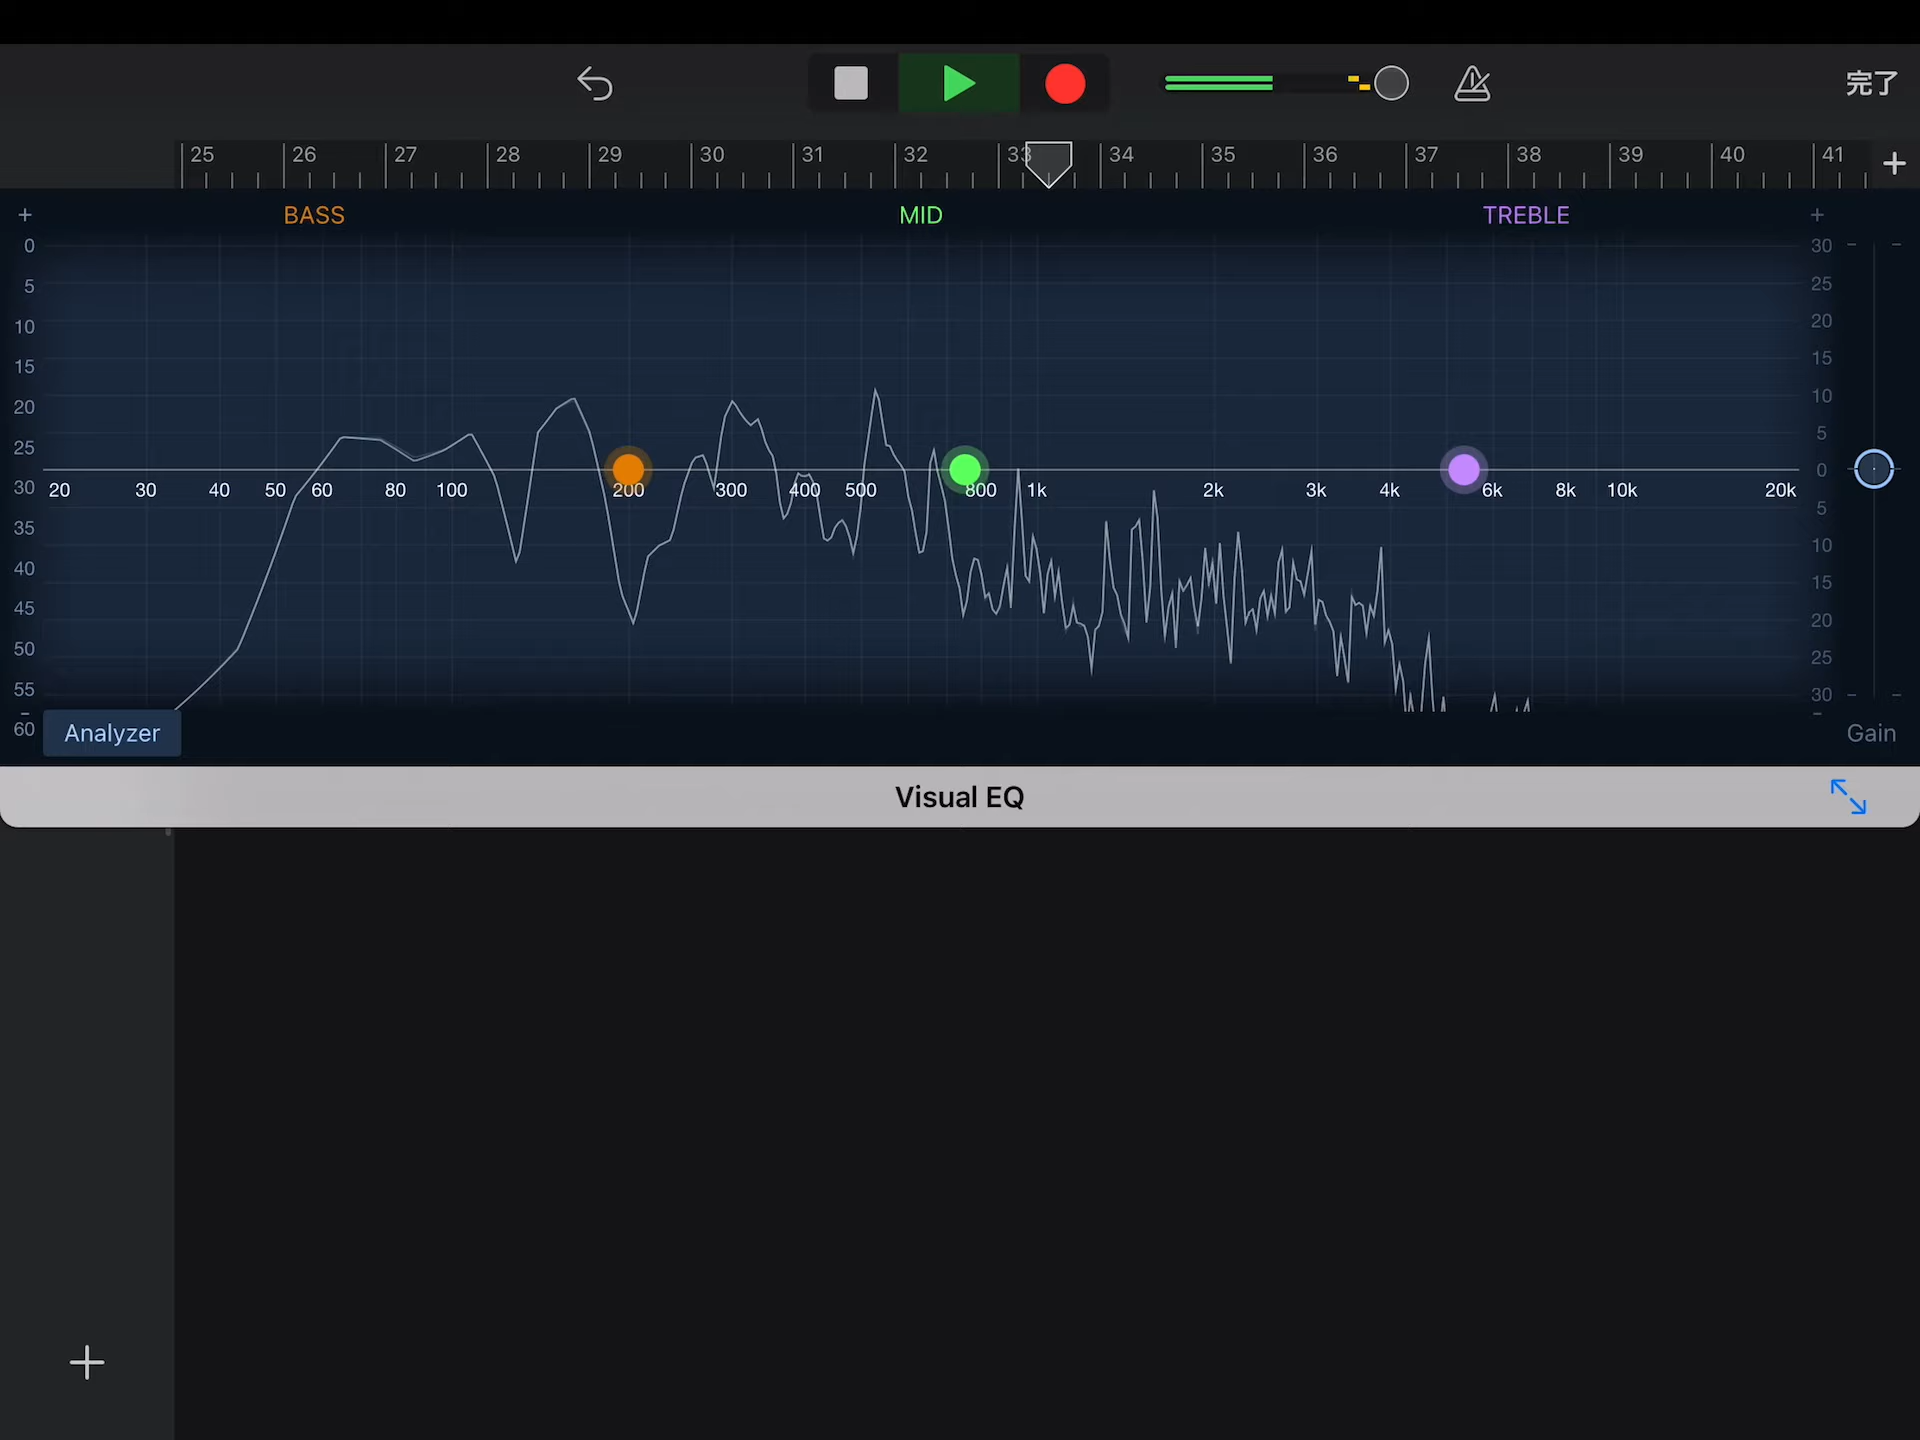 完了
25 26 27 28 29 30 31 32 33 34 35 36 37 38 39 40 41 +
+ BASS MID TREBLE +
0 30 −
5 25
10 20
15 15
20 10
25 5
0
30 20 30 40 50 60 80 100 200 300 400 500 800 1k 2k 3k 4k 6k 8k 10k 20k
35 5
40 10
45 15
50 20
55 25
30 −
60 Analyzer Gain
Visual EQ
+